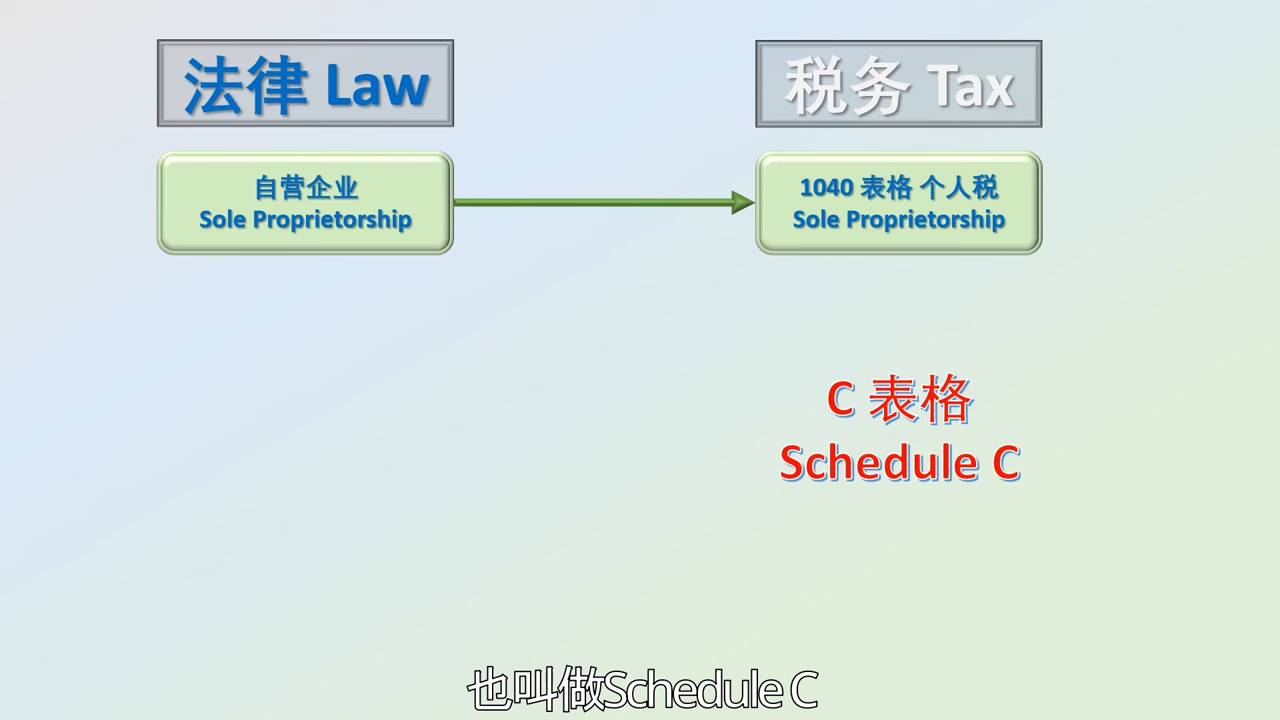 法律 Law
税务 Tax
自营企业
Sole Proprietorship
1040 表格 个人税
Sole Proprietorship
C 表格
Schedule C
也叫做Schedule C